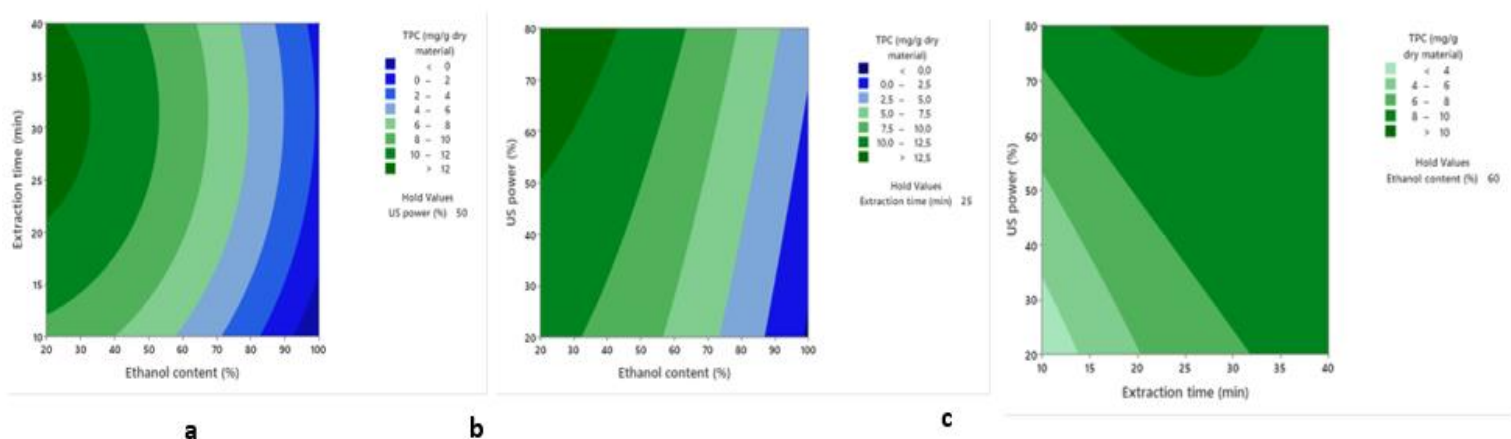 40
35
30
25
20
15
10
Extraction time (min)
20 30 40 50 60 70 80 90 100
Ethanol content (%)
TPC (mg/g dry
material)
< 0
0 – 2
2 – 4
4 – 6
6 – 8
8 – 10
10 – 12
> 12
Hold Values
US power (%) 50
a
80
70
60
50
40
30
20
US power (%)
20 30 40 50 60 70 80 90 100
Ethanol content (%)
TPC (mg/g dry
material)
< 0,0
0,0 – 2,5
2,5 – 5,0
5,0 – 7,5
7,5 – 10,0
10,0 – 12,5
> 12,5
Hold Values
Extraction time (min) 25
b
80
70
60
50
40
30
20
US power (%)
10 15 20 25 30 35 40
Extraction time (min)
TPC (mg/g
dry material)
< 4
4 – 6
6 – 8
8 – 10
> 10
Hold Values
Ethanol content (%) 60
c